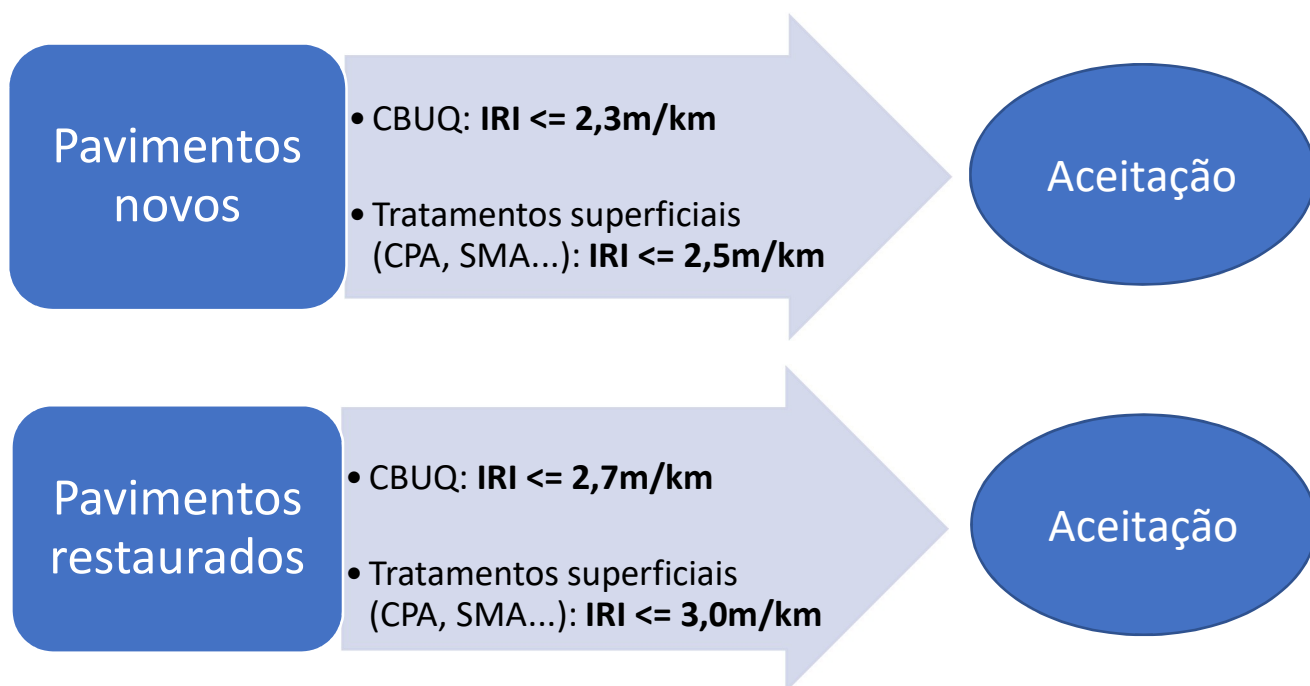 Pavimentos
novos
• CBUQ: IRI <= 2,3m/km
• Tratamentos superficiais
(CPA, SMA...): IRI <= 2,5m/km
Aceitação
Pavimentos
restaurados
• CBUQ: IRI <= 2,7m/km
• Tratamentos superficiais
(CPA, SMA...): IRI <= 3,0m/km
Aceitação